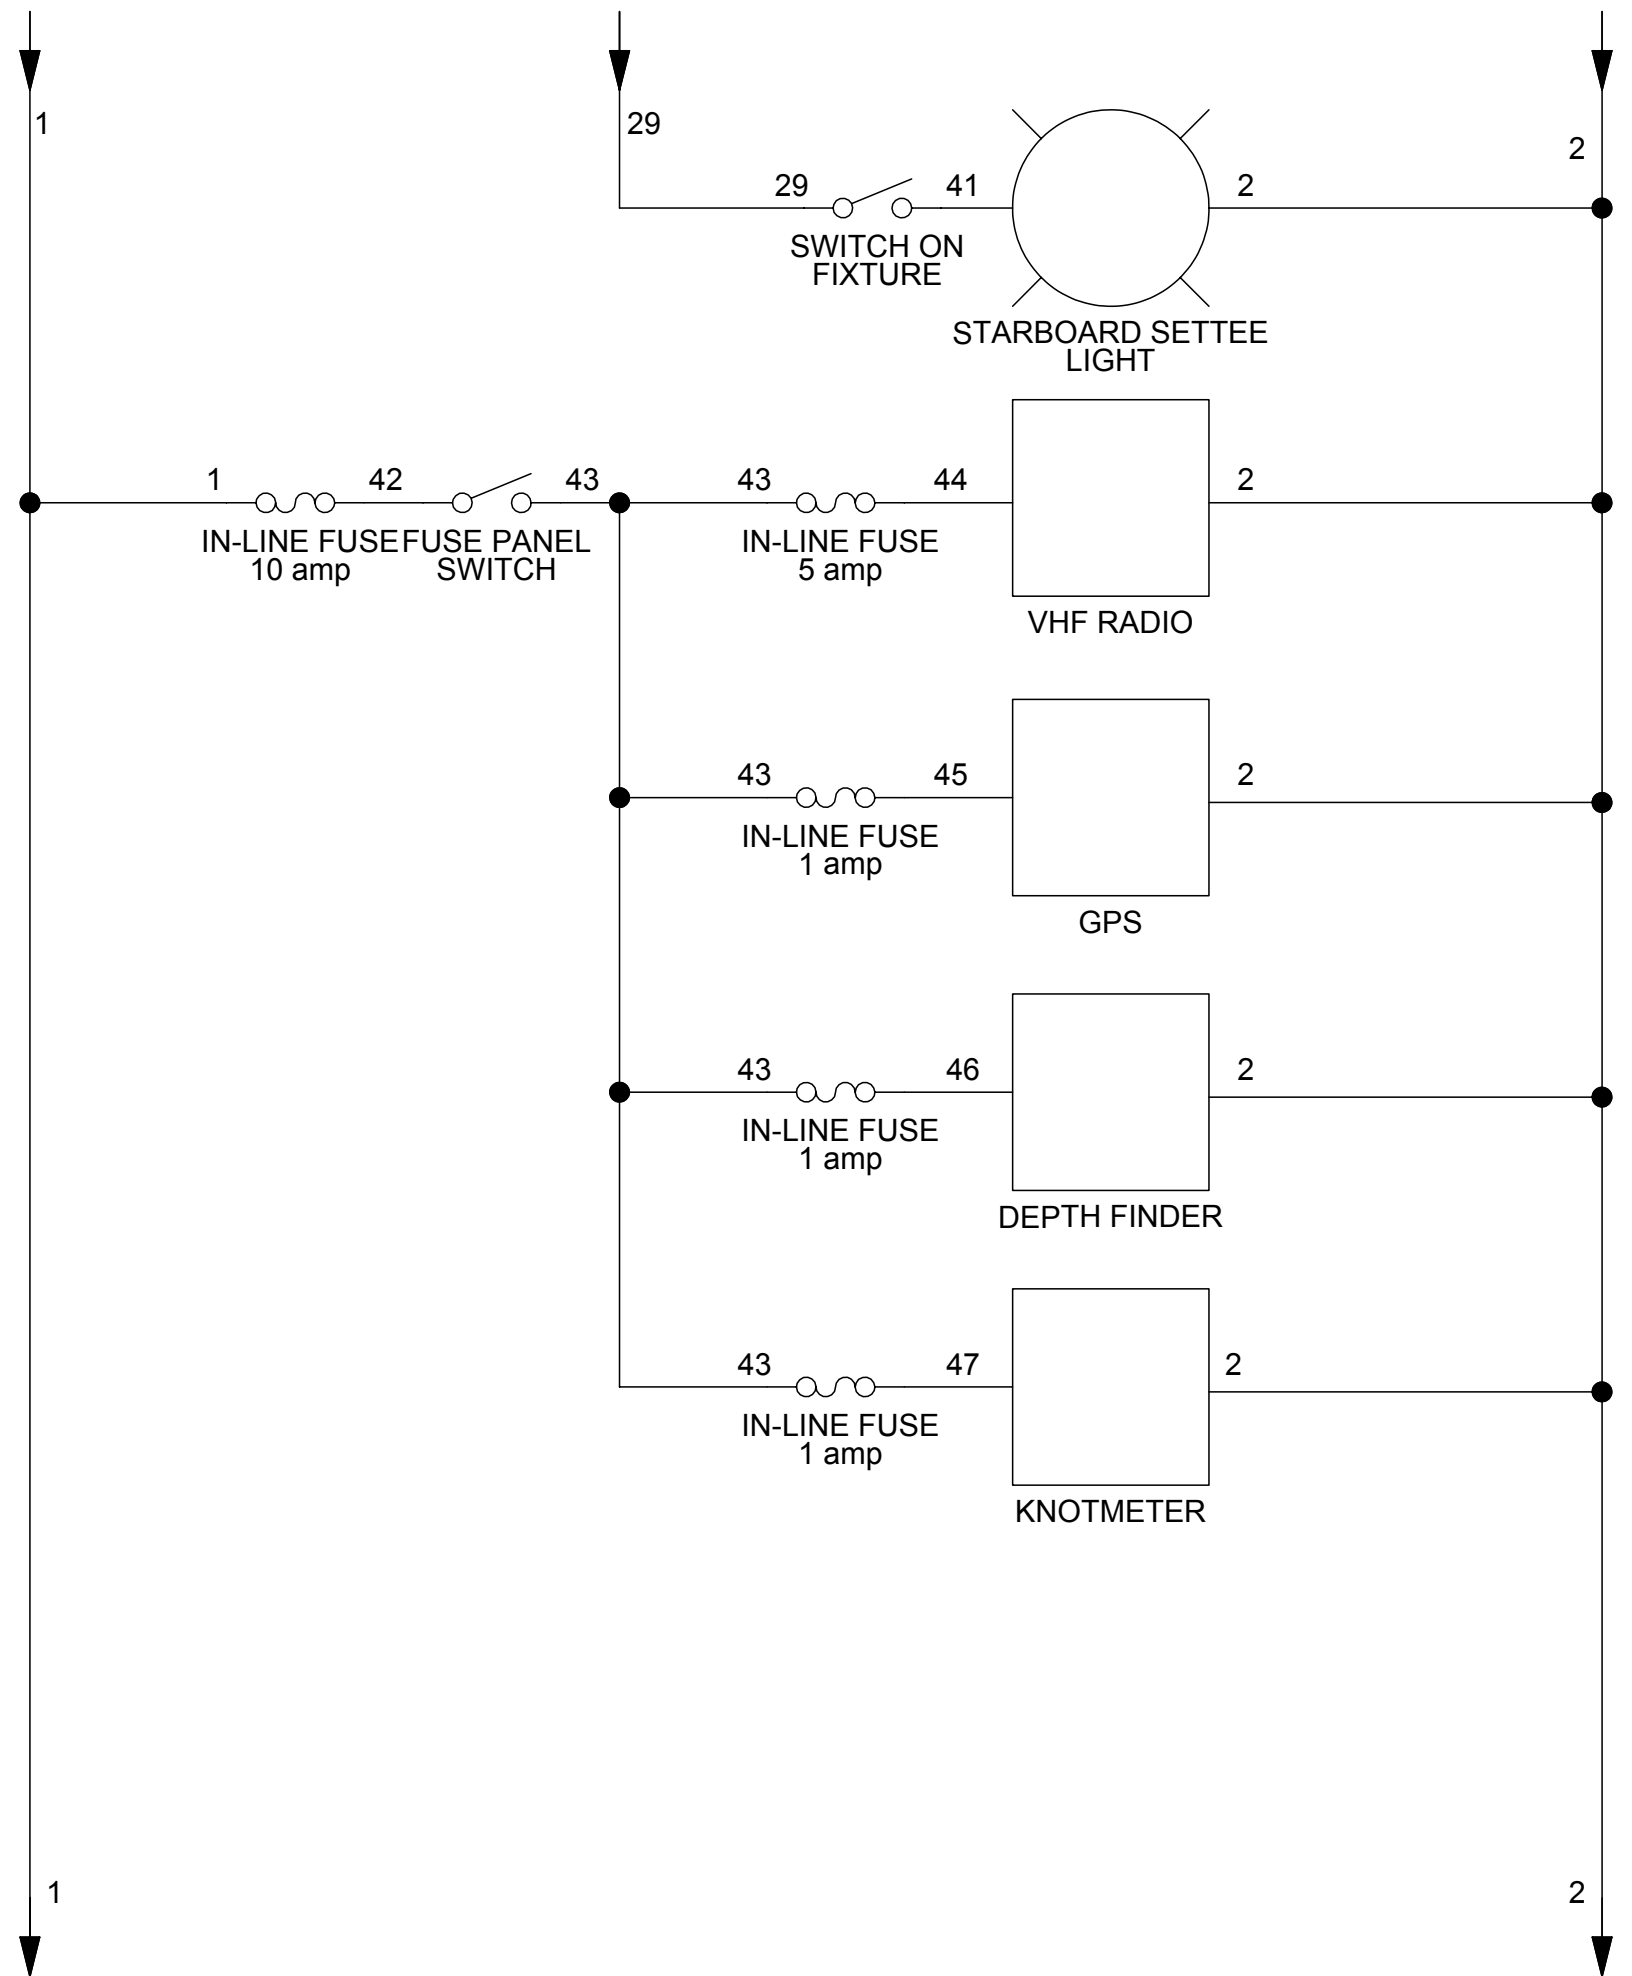 1
29
2
29
41
2
SWITCH ON
FIXTURE
STARBOARD SETTEE
LIGHT
1
42
43
43
44
2
IN-LINE FUSE
10 amp
FUSE PANEL
SWITCH
IN-LINE FUSE
5 amp
VHF RADIO
43
45
2
IN-LINE FUSE
1 amp
GPS
43
46
2
IN-LINE FUSE
1 amp
DEPTH FINDER
43
47
2
IN-LINE FUSE
1 amp
KNOTMETER
1
2